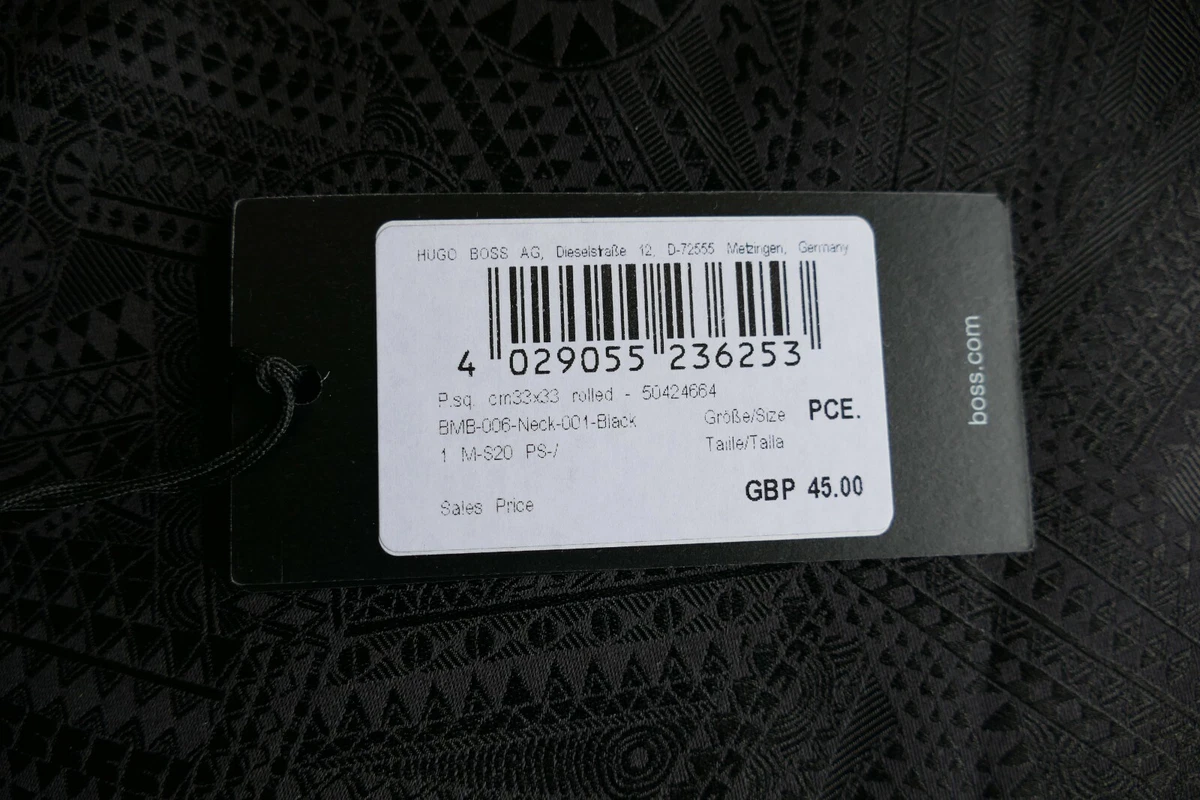 HUGO BOSS AG, Dieselstraße 12, D-72555 Metzingen, Germany
4 029055 236253
P.sq. cm33x33 rolled - 50424664
BMB-006-Neck-001-Black
1 M-S20 PS-/
Größe/Size PCE.
Taille/Talla
Sales Price GBP 45.00
boss.com